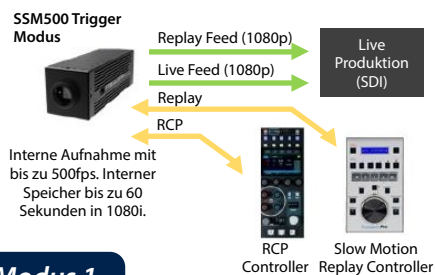 SSM500 Trigger
Modus
Replay Feed (1080p)
Live Feed (1080p)
Replay
RCP
Live
Produktion
(SDI)
Interne Aufnahme mit
bis zu 500fps. Interner
Speicher bis zu 60
Sekunden in 1080i.
RCP
Controller
Slow Motion
Replay Controller
Modus 1